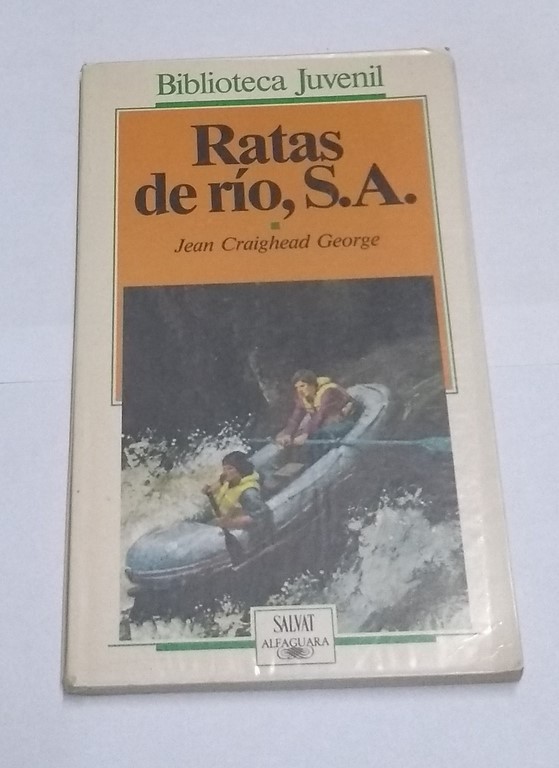 Biblioteca Juvenil
Ratas
de río, S.A.
Jean Craighead George
SALVAT
ALFAGUARA